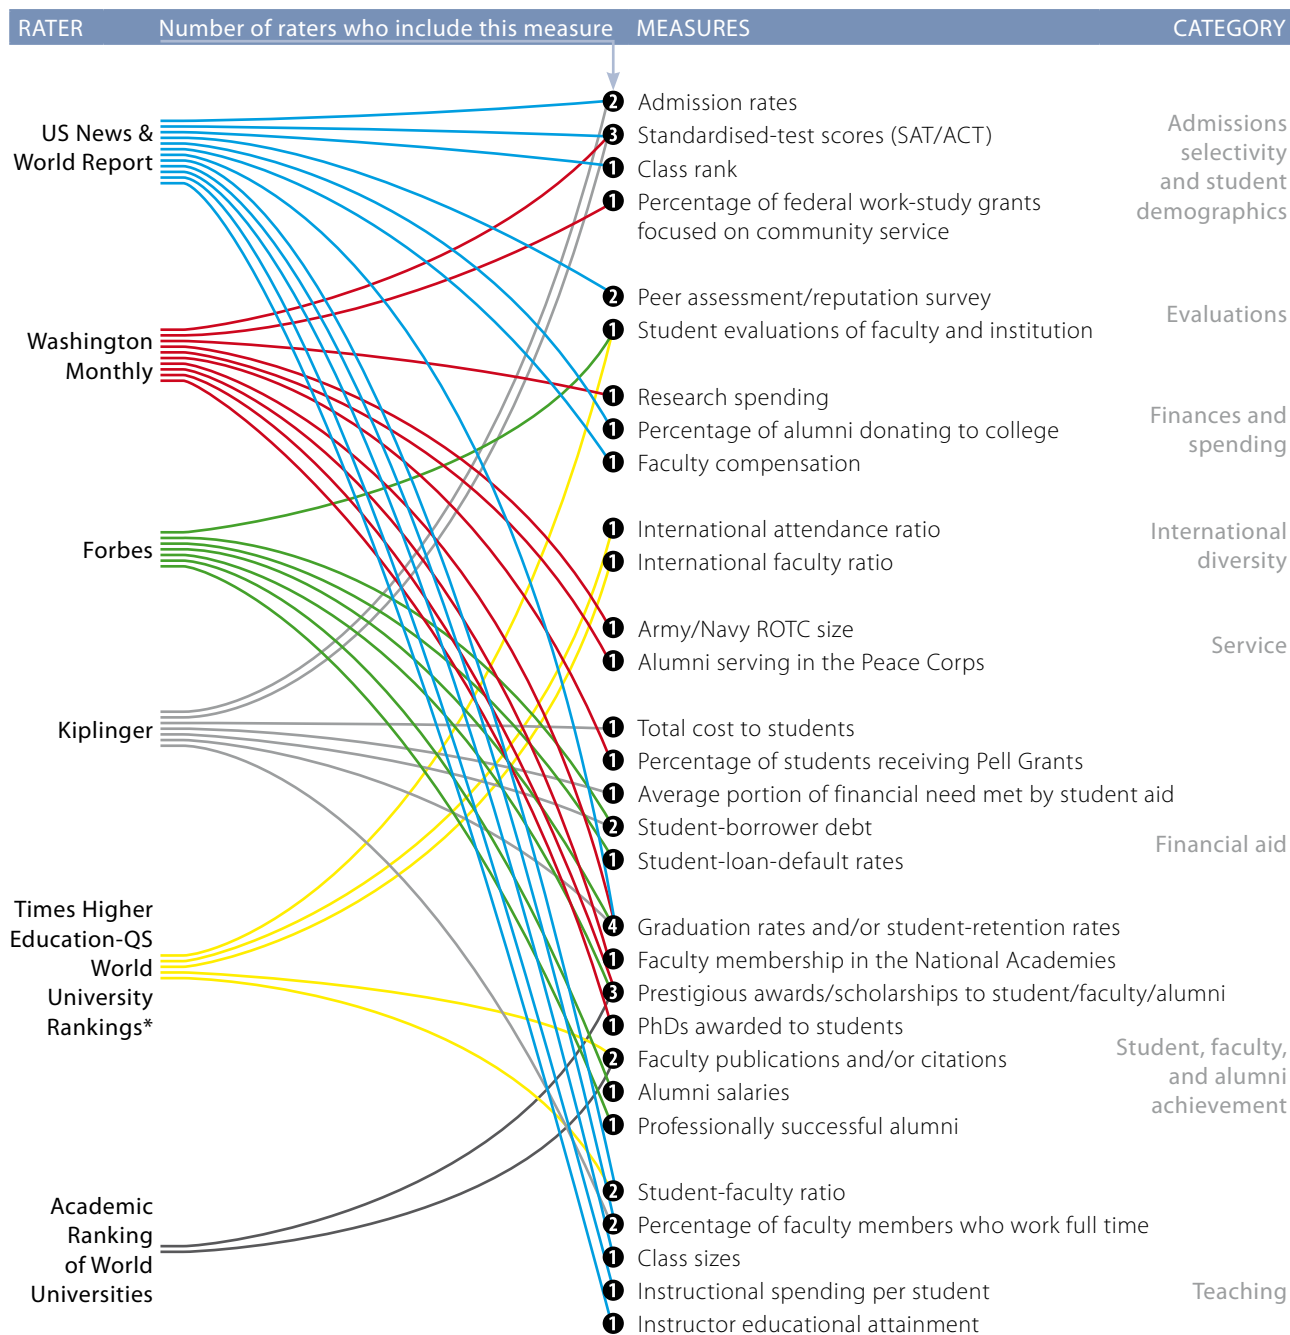 RATER
Number of raters who include this measure
MEASURES
CATEGORY
US News &
World Report
Washington
Monthly
Forbes
Kiplinger
Times Higher
Education-QS
World
University
Rankings*
Academic
Ranking
of World
Universities
2 Admission rates
3 Standardised-test scores (SAT/ACT)
1 Class rank
1 Percentage of federal work-study grants
focused on community service
Admissions
selectivity
and student
demographics
2 Peer assessment/reputation survey
1 Student evaluations of faculty and institution
Evaluations
1 Research spending
1 Percentage of alumni donating to college
1 Faculty compensation
Finances and
spending
1 International attendance ratio
1 International faculty ratio
International
diversity
1 Army/Navy ROTC size
1 Alumni serving in the Peace Corps
Service
1 Total cost to students
1 Percentage of students receiving Pell Grants
1 Average portion of financial need met by student aid
2 Student-borrower debt
1 Student-loan-default rates
Financial aid
4 Graduation rates and/or student-retention rates
1 Faculty membership in the National Academies
3 Prestigious awards/scholarships to student/faculty/alumni
1 PhDs awarded to students
2 Faculty publications and/or citations
1 Alumni salaries
1 Professionally successful alumni
Student, faculty,
and alumni
achievement
2 Student-faculty ratio
2 Percentage of faculty members who work full time
1 Class sizes
1 Instructional spending per student
1 Instructor educational attainment
Teaching